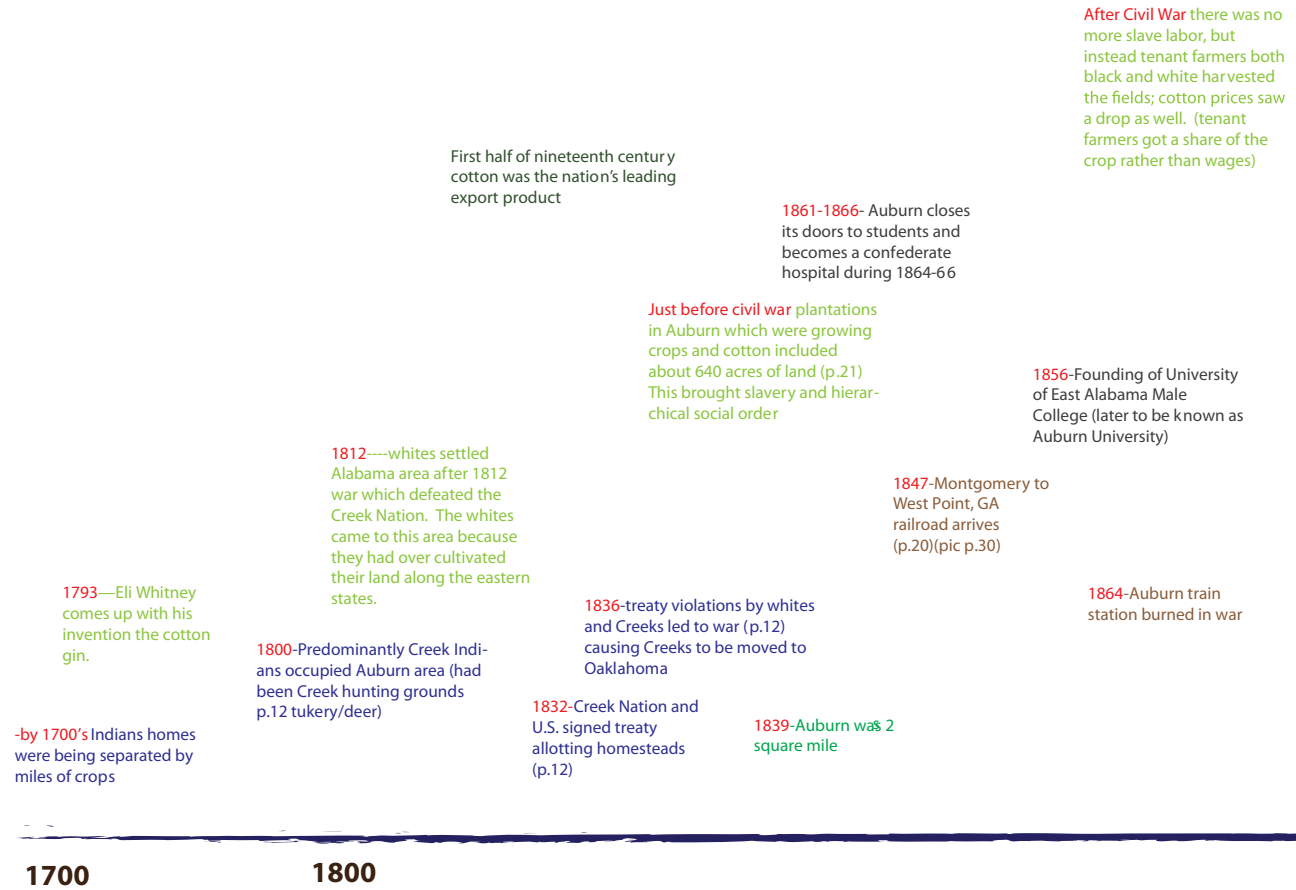 After Civil War there was no
more slave labor, but
instead tenant farmers both
black and white harvested
the fields; cotton prices saw
a drop as well.  (tenant
farmers got a share of the
crop rather than wages)
First half of nineteenth century
cotton was the nation's leading
export product
1861-1866- Auburn closes
its doors to students and
becomes a confederate
hospital during 1864-66
Just before civil war plantations
in Auburn which were growing
crops and cotton included
about 640 acres of land (p.21)
This brought slavery and hierar-
chical social order
1856-Founding of University
of East Alabama Male
College (later to be known as
Auburn University)
1812----whites settled
Alabama area after 1812
war which defeated the
Creek Nation.  The whites
came to this area because
they had over cultivated
their land along the eastern
states.
1847-Montgomery to
West Point, GA
railroad arrives
(p.20)(pic p.30)
1793—Eli Whitney
comes up with his
invention the cotton
gin.
1836-treaty violations by whites
and Creeks led to war (p.12)
causing Creeks to be moved to
Oaklahoma
1864-Auburn train
station burned in war
1800-Predominantly Creek Indi-
ans occupied Auburn area (had
been Creek hunting grounds
p.12 tukery/deer)
1832-Creek Nation and
U.S. signed treaty
allotting homesteads
(p.12)
1839-Auburn was 2
square mile
-by 1700's Indians homes
were being separated by
miles of crops
1700
1800